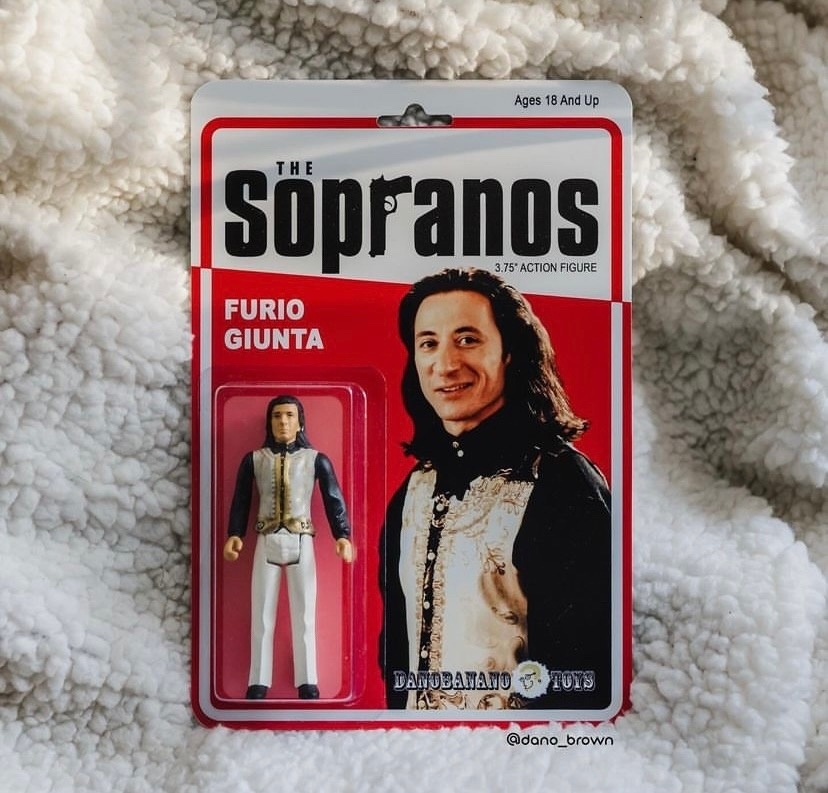 Ages 18 And Up
THE
Sopranos
3.75" ACTION FIGURE
FURIO
GIUNTA
DANOBANANO TOYS
@dano_brown